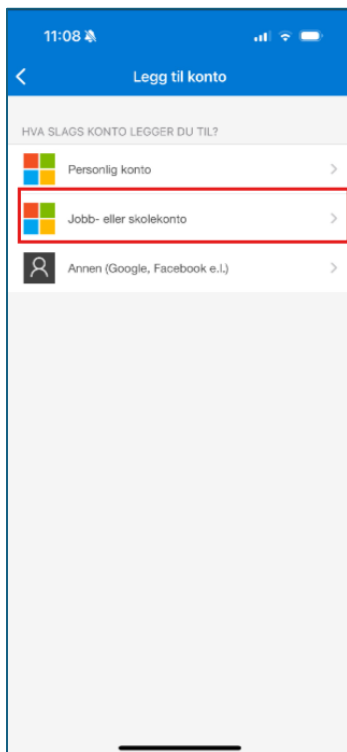 11:08
Legg til konto
HVA SLAGS KONTO LEGGER DU TIL?
Personlig konto
Jobb- eller skolekonto
Annen (Google, Facebook e.l.)